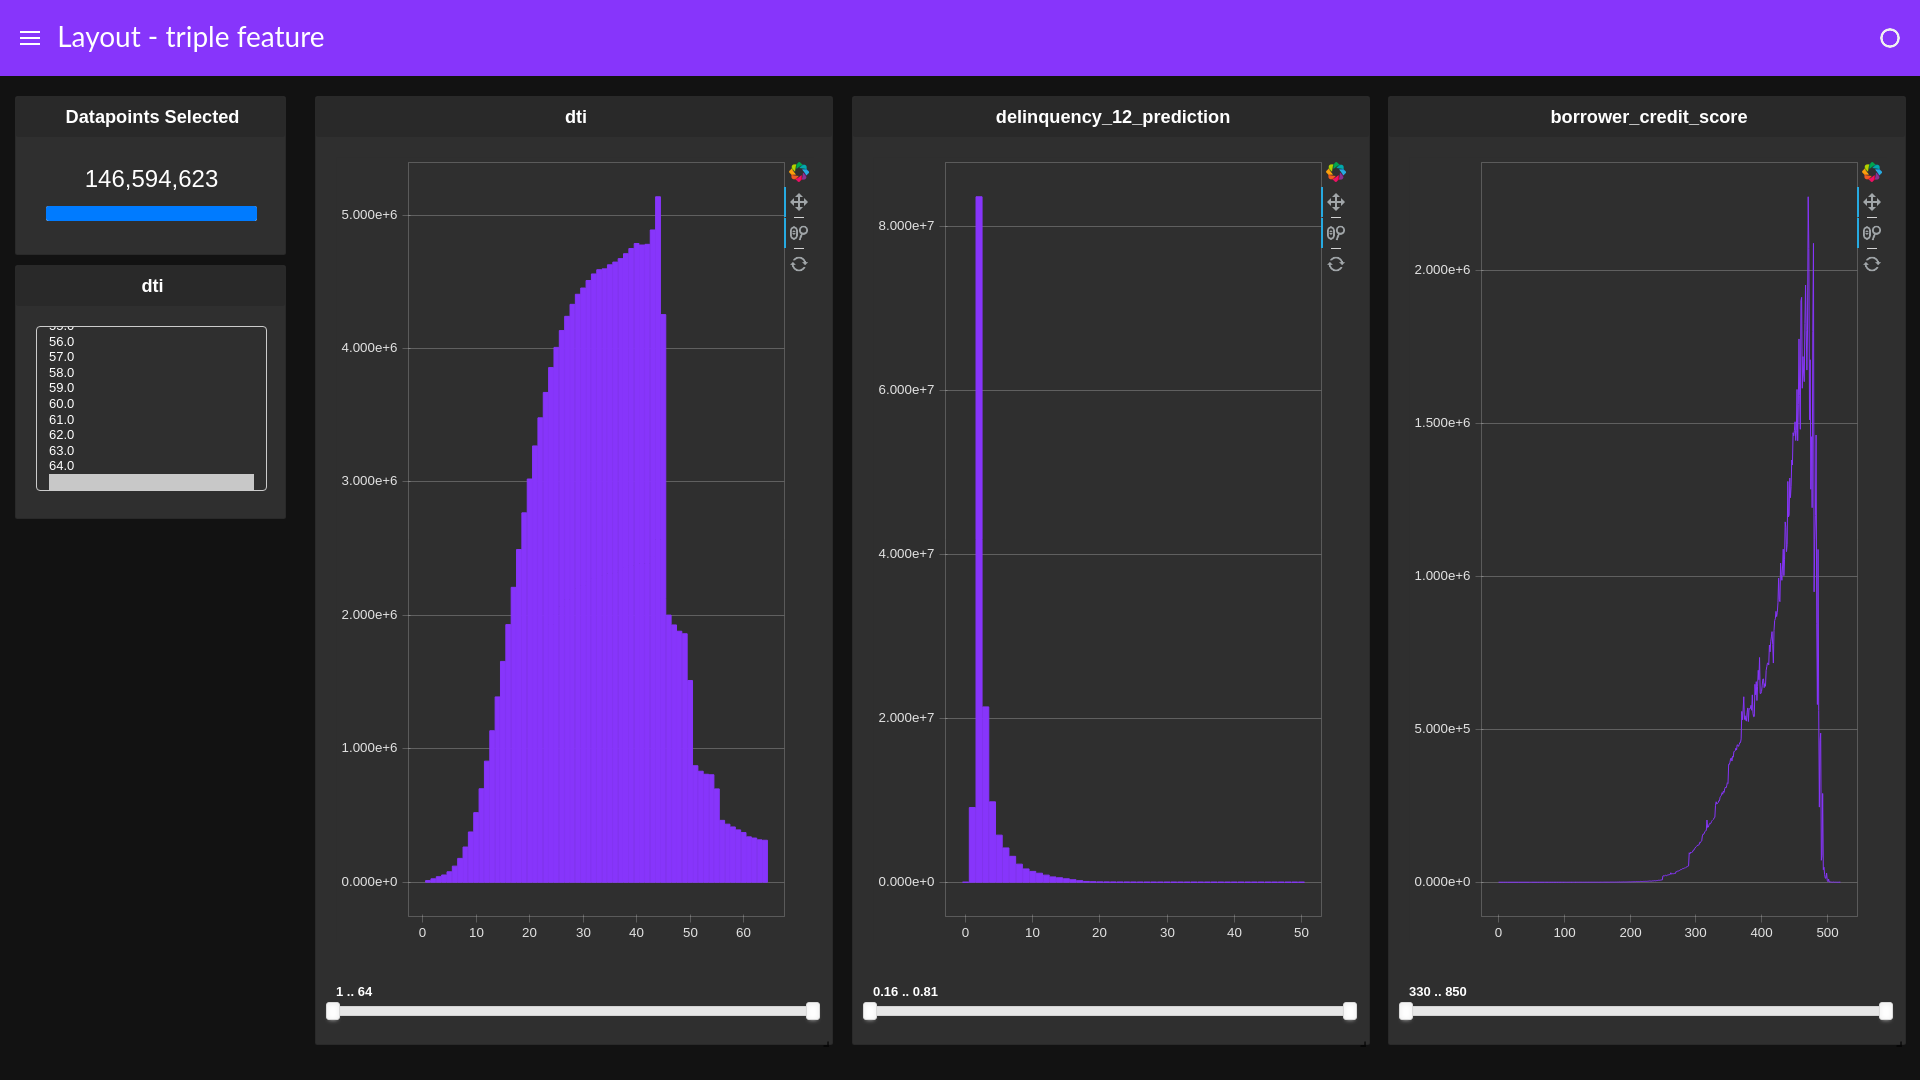 Layout - triple feature
Datapoints Selected
146,594,623
dti
56.0
57.0
58.0
59.0
60.0
61.0
62.0
63.0
64.0
dti
5.000e+6
4.000e+6
3.000e+6
2.000e+6
1.000e+6
0.000e+0
0 10 20 30 40 50 60
1 .. 64
delinquency_12_prediction
8.000e+7
6.000e+7
4.000e+7
2.000e+7
0.000e+0
0 10 20 30 40 50
0.16 .. 0.81
borrower_credit_score
2.000e+6
1.500e+6
1.000e+6
5.000e+5
0.000e+0
0 100 200 300 400 500
330 .. 850